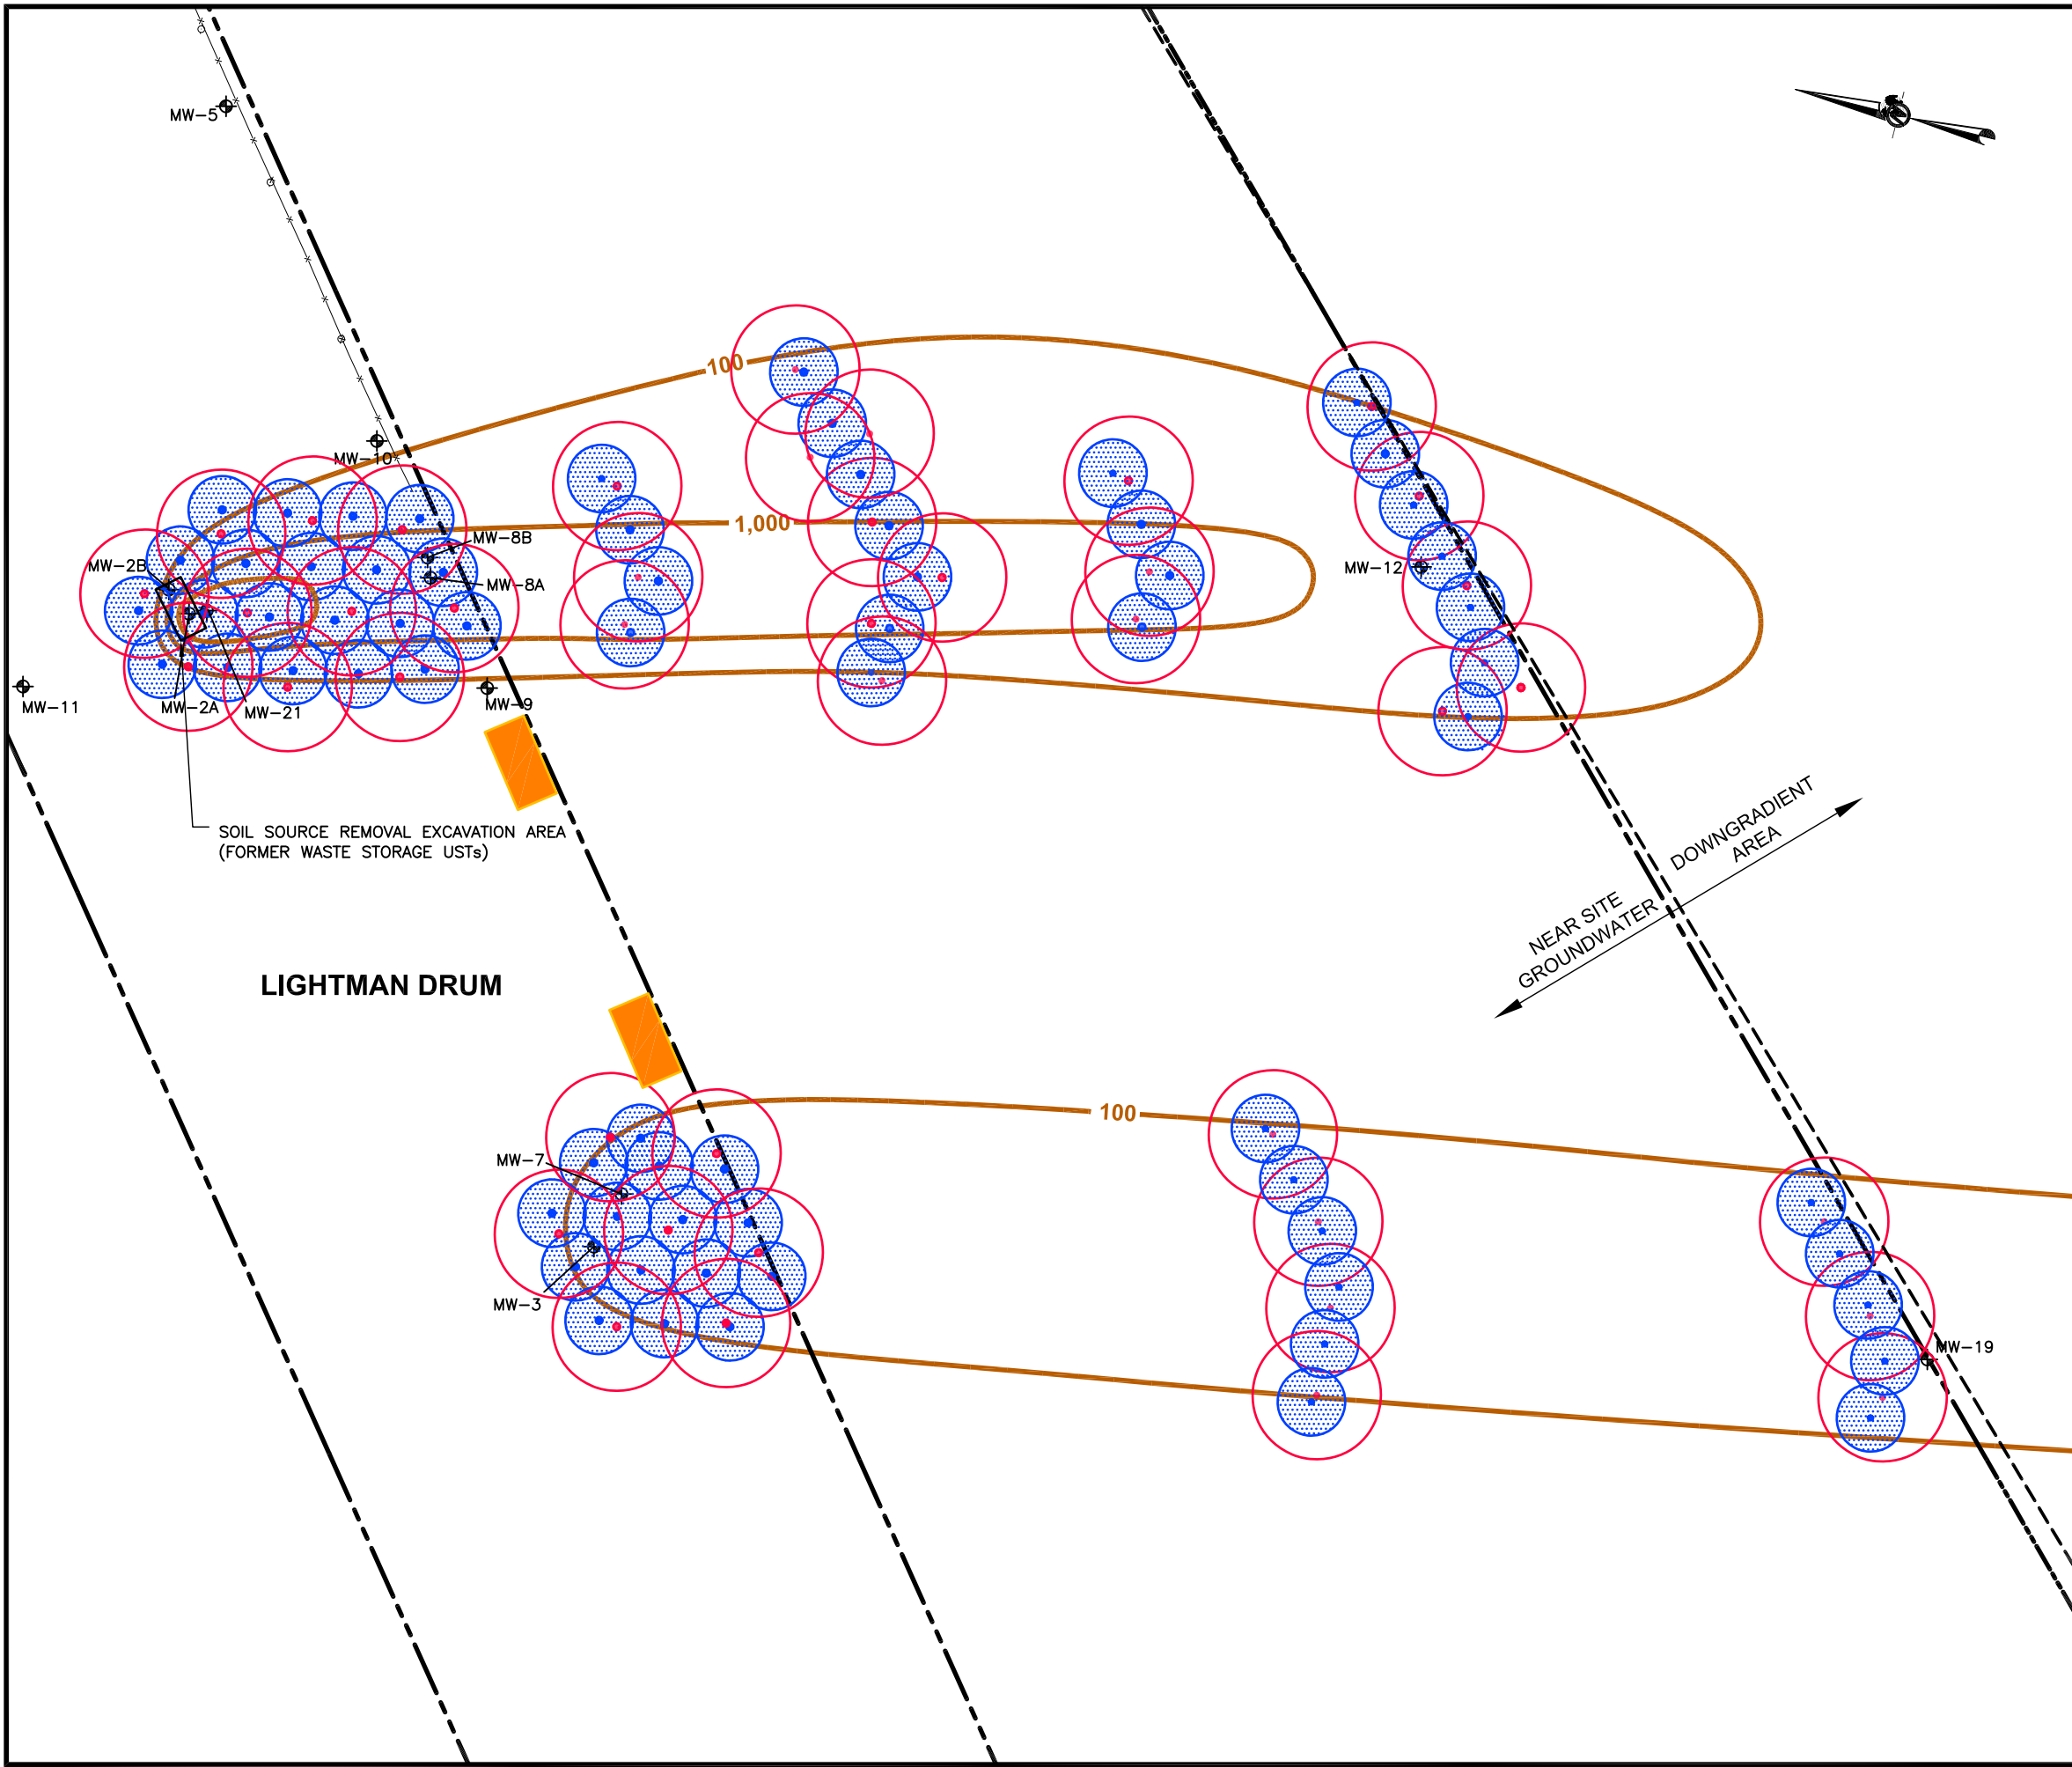 MW-5
100
MW-10
1,000
MW-8B
MW-2B
MW-8A
MW-12
MW-11
MW-2A
MW-21
MW-9
SOIL SOURCE REMOVAL EXCAVATION AREA
(FORMER WASTE STORAGE USTs)
DOWNGRADIENT
AREA
NEAR SITE
GROUNDWATER
LIGHTMAN DRUM
100
MW-7
MW-3
MW-19